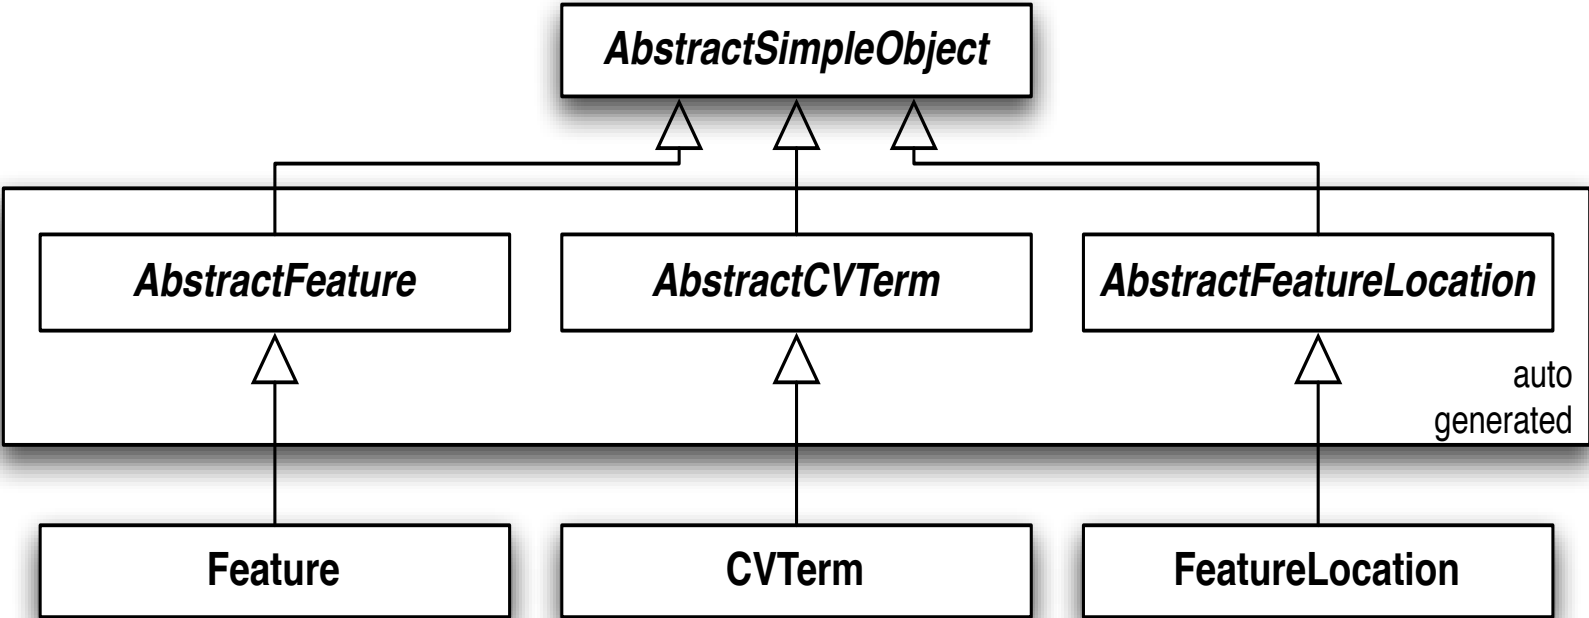 AbstractSimpleObject
AbstractFeature
AbstractCVTerm
AbstractFeatureLocation
auto
generated
Feature
CVTerm
FeatureLocation